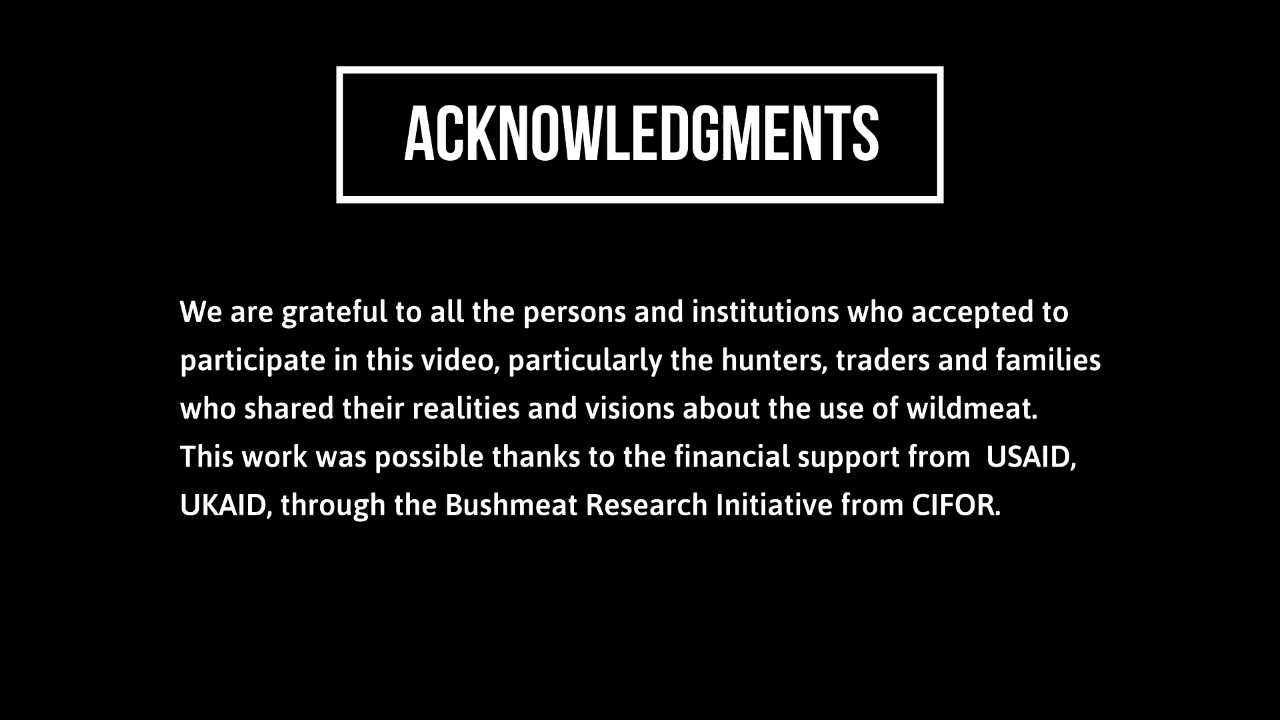 ACKNOWLEDGMENTS
We are grateful to all the persons and institutions who accepted to
participate in this video, particularly the hunters, traders and families
who shared their realities and visions about the use of wildmeat.
This work was possible thanks to the financial support from  USAID,
UKAID, through the Bushmeat Research Initiative from CIFOR.